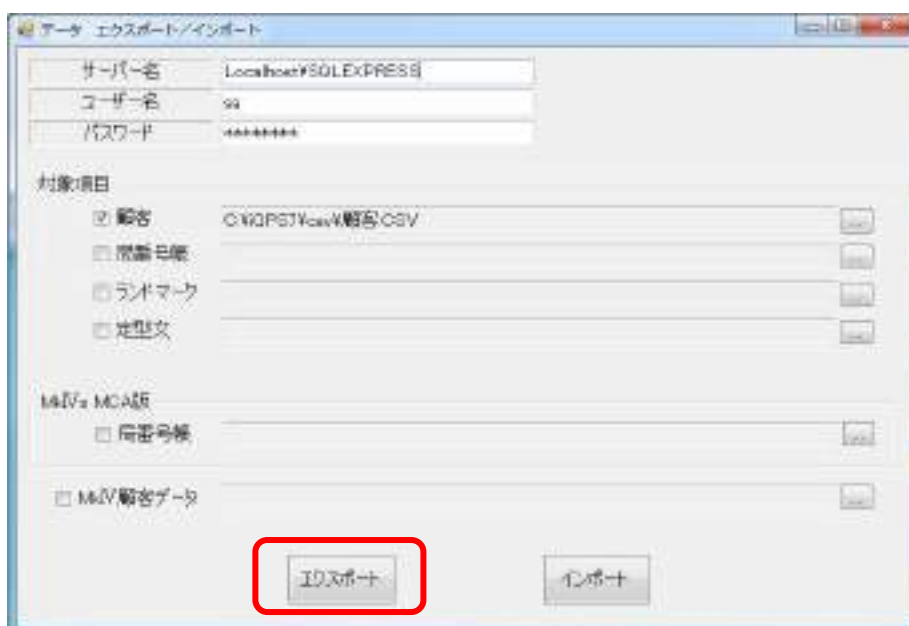 データ エクスポート/インポート
サーバー名 Localhost¥SQLEXPRESS
ユーザー名 sa
パスワード ********
対象項目
顧客 C:¥GPST¥csv¥顧客CSV
局番号帳
ランドマーク
定型文
MkⅣs MCA版
局番号帳
MkⅣ顧客データ
エクスポート インポート